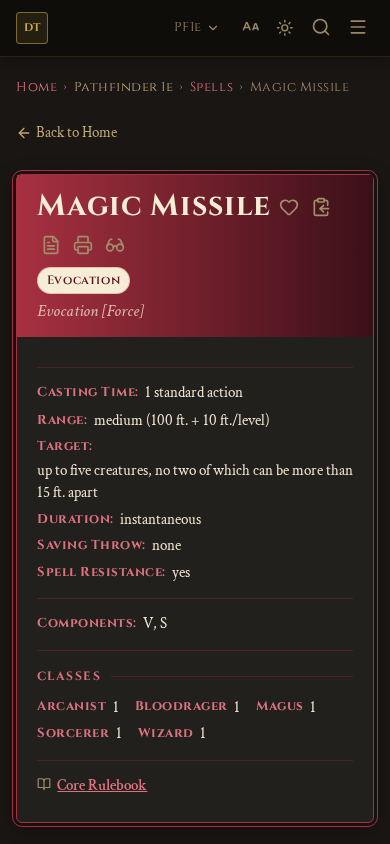 DT PF1e AA
Home › Pathfinder 1e › Spells › Magic Missile
Back to Home
Magic Missile
Evocation
Evocation [Force]
Casting Time: 1 standard action
Range: medium (100 ft. + 10 ft./level)
Target:
up to five creatures, no two of which can be more than
15 ft. apart
Duration: instantaneous
Saving Throw: none
Spell Resistance: yes
Components: V, S
Classes
Arcanist 1 Bloodrager 1 Magus 1
Sorcerer 1 Wizard 1
Core Rulebook